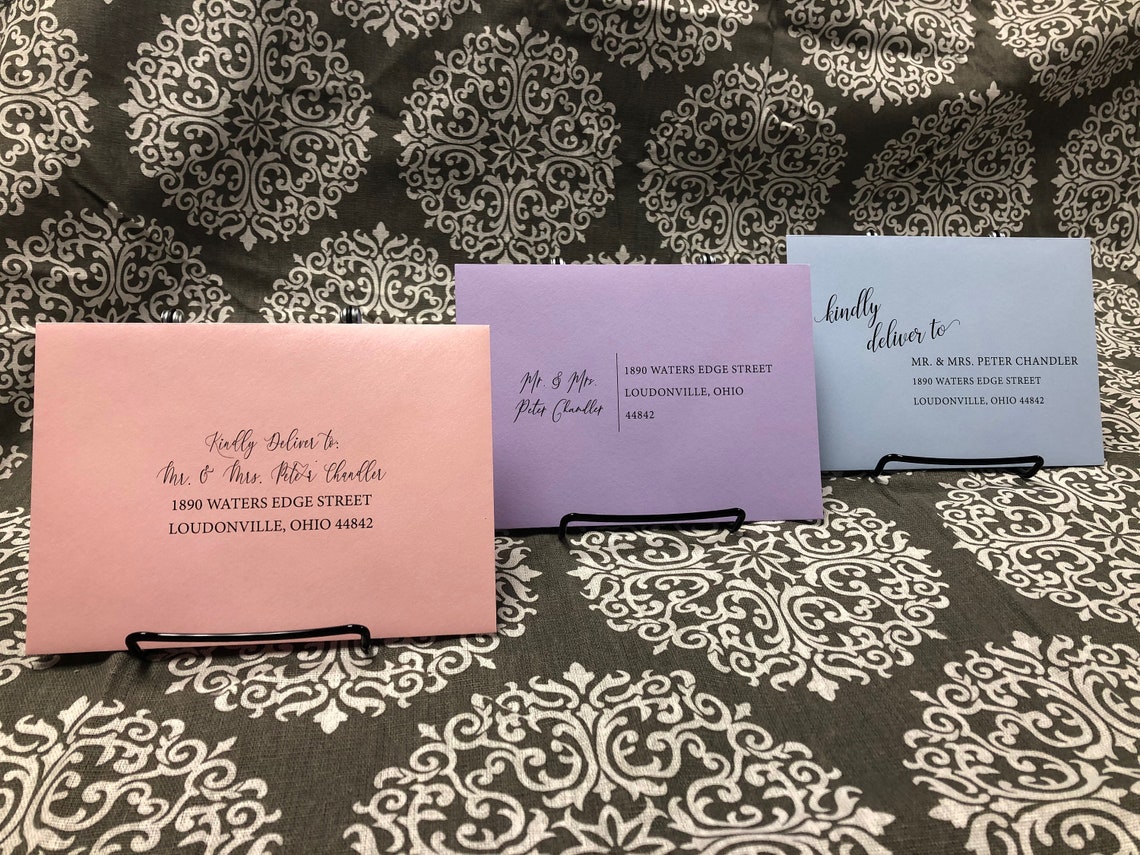 Kindly Deliver to:
Mr. & Mrs. Peter Chandler
1890 WATERS EDGE STREET
LOUDONVILLE, OHIO 44842
Mr. & Mrs.
Peter Chandler
1890 WATERS EDGE STREET
LOUDONVILLE, OHIO
44842
kindly
deliver to
MR. & MRS. PETER CHANDLER
1890 WATERS EDGE STREET
LOUDONVILLE, OHIO 44842